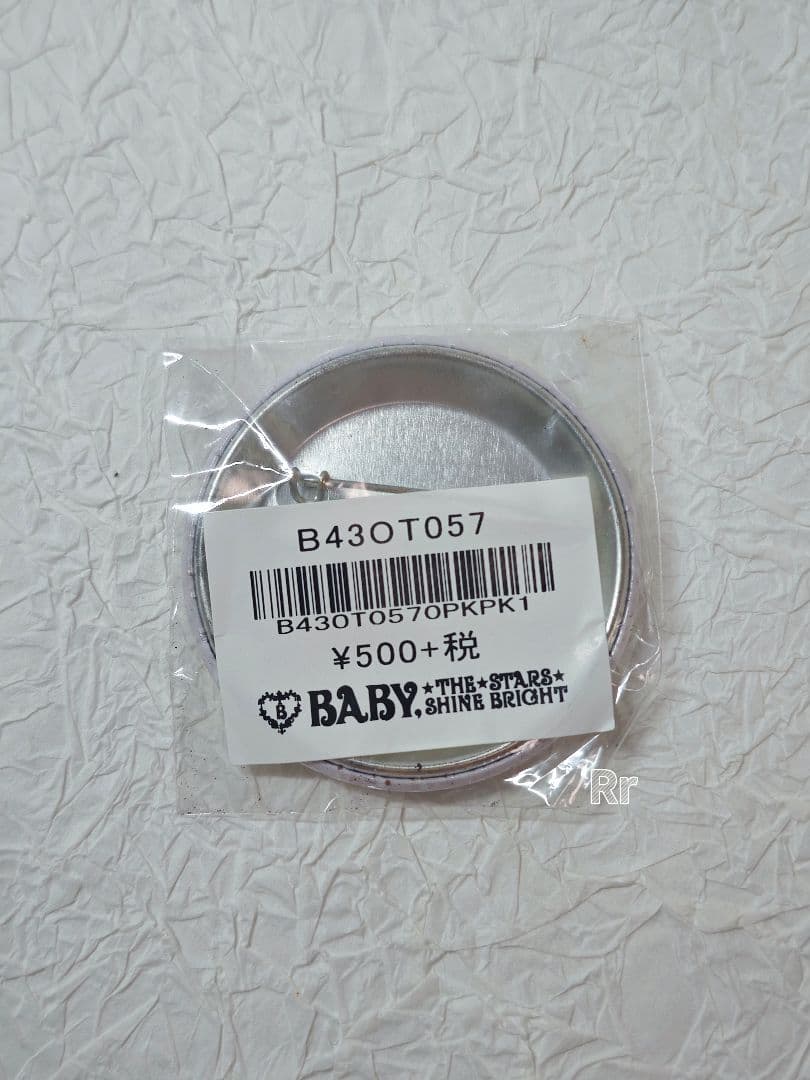 B43OT057
B43OT057OPKPK1
¥500+税
B BABY, ★THE★STARS★
SHINE BRIGHT
Rr